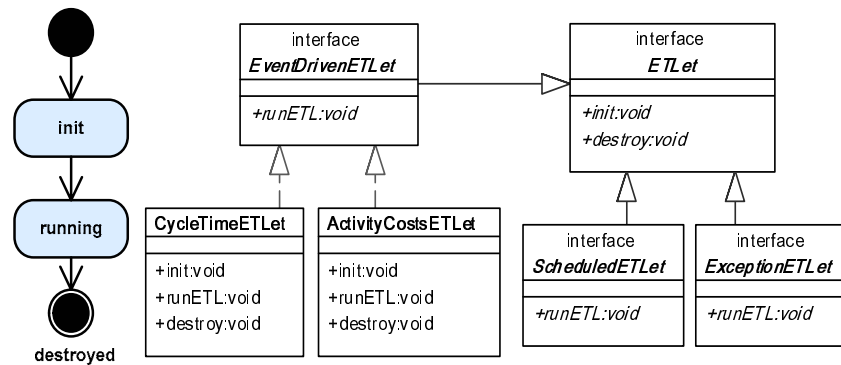 init
running
destroyed
interface
EventDrivenETLet
+runETL:void
interface
ETLet
+init:void
+destroy:void
CycleTimeETLet
+init:void
+runETL:void
+destroy:void
ActivityCostsETLet
+init:void
+runETL:void
+destroy:void
interface
ScheduledETLet
+runETL:void
interface
ExceptionETLet
+runETL:void